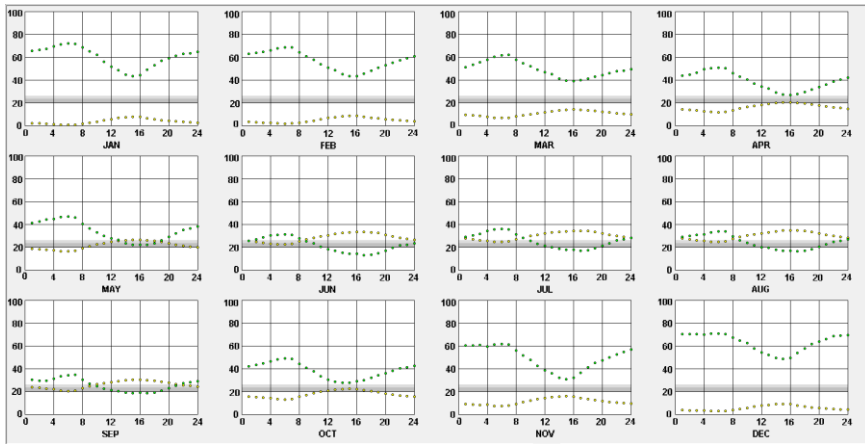 100 100 100 100
80 80 80 80
60 60 60 60
40 40 40 40
20 20 20 20
0 0 0 0
0 4 8 12 16 20 24 0 4 8 12 16 20 24 0 4 8 12 16 20 24 0 4 8 12 16 20 24
JAN FEB MAR APR
100 100 100 100
80 80 80 80
60 60 60 60
40 40 40 40
20 20 20 20
0 0 0 0
0 4 8 12 16 20 24 0 4 8 12 16 20 24 0 4 8 12 16 20 24 0 4 8 12 16 20 24
MAY JUN JUL AUG
100 100 100 100
80 80 80 80
60 60 60 60
40 40 40 40
20 20 20 20
0 0 0 0
0 4 8 12 16 20 24 0 4 8 12 16 20 24 0 4 8 12 16 20 24 0 4 8 12 16 20 24
SEP OCT NOV DEC